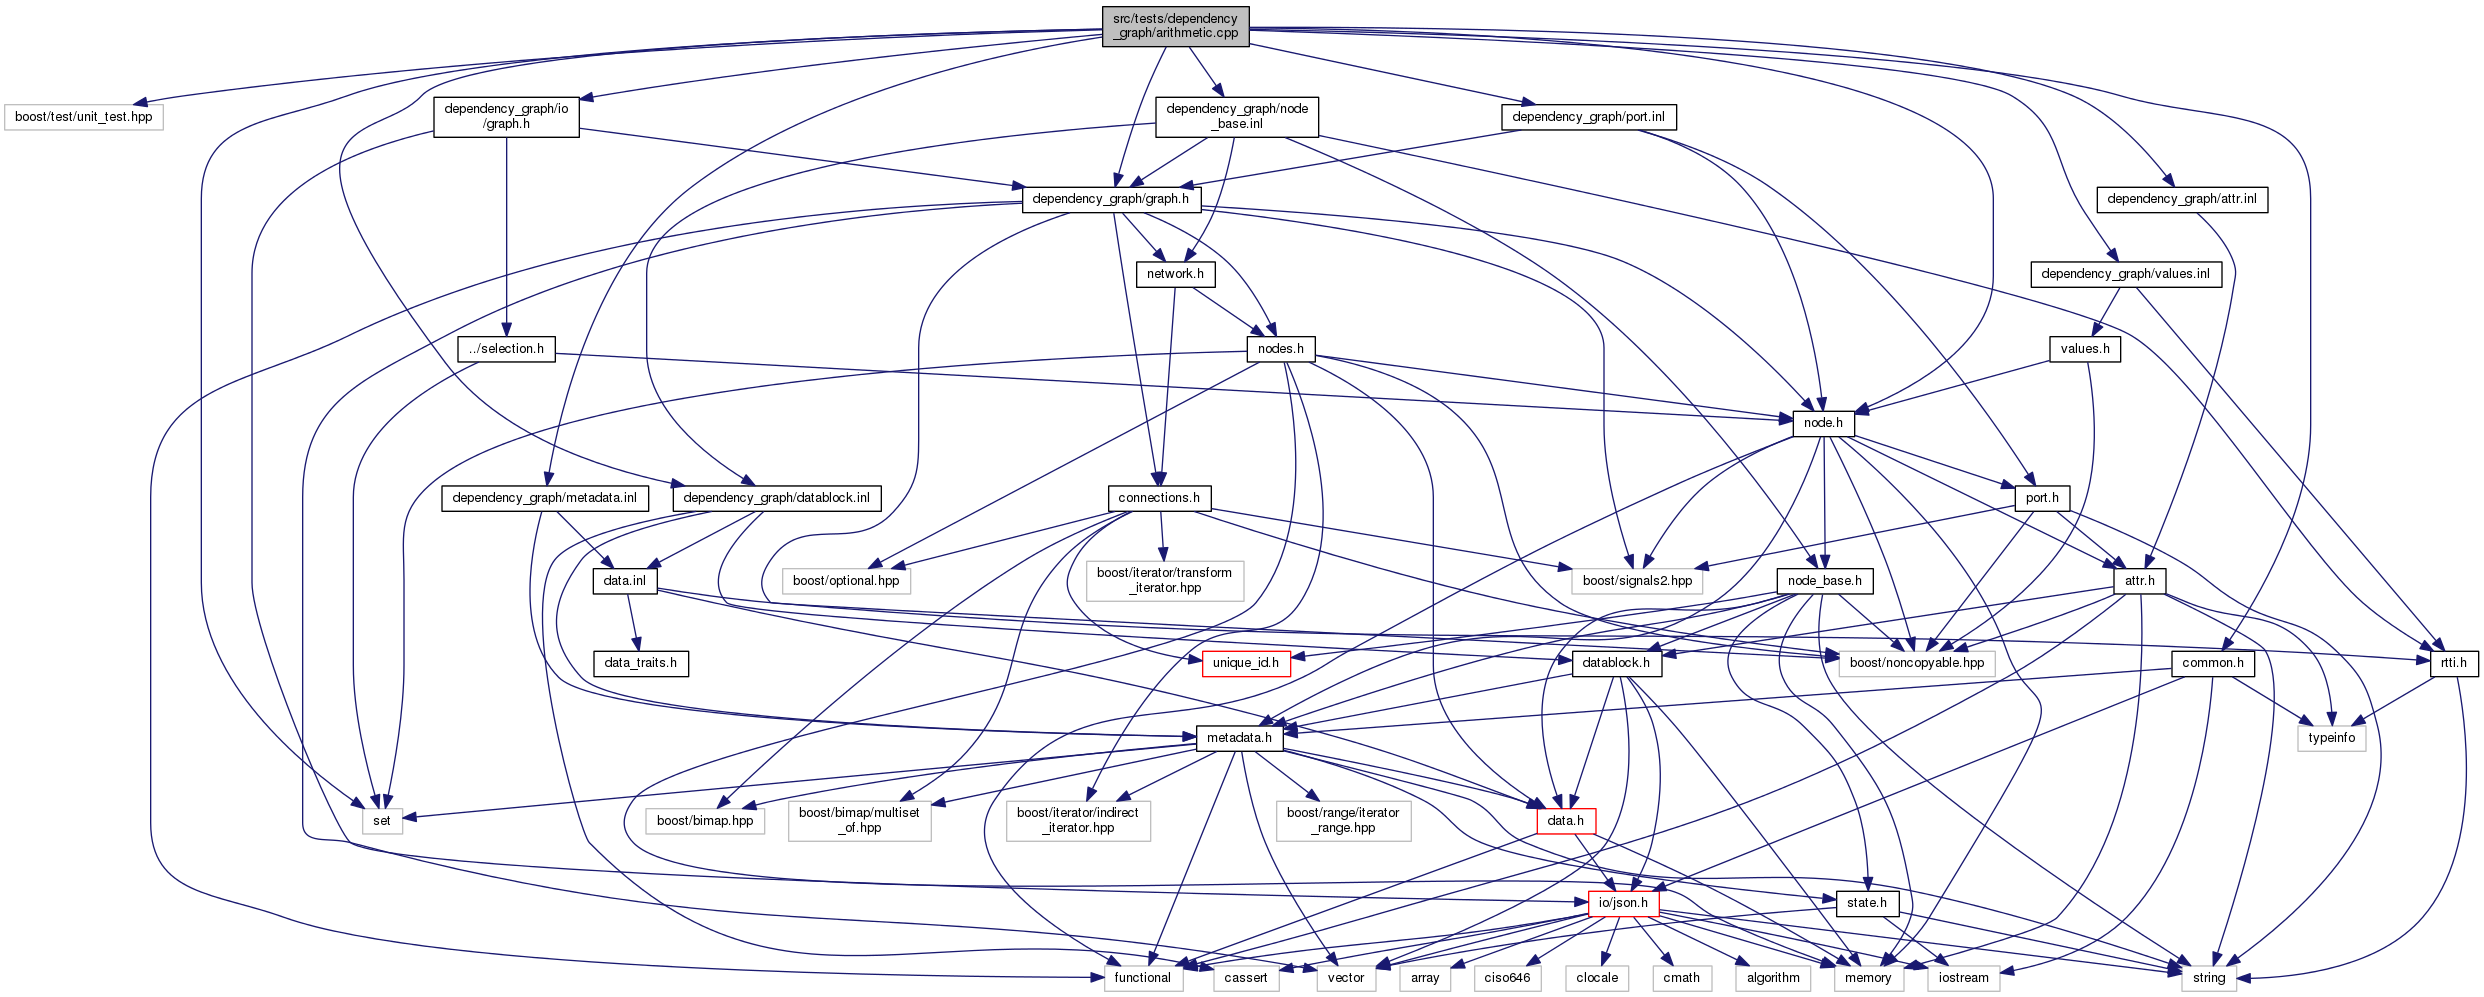 src/tests/dependency
_graph/arithmetic.cpp
boost/test/unit_test.hpp
dependency_graph/io
/graph.h
dependency_graph/node
_base.inl
dependency_graph/port.inl
dependency_graph/graph.h
dependency_graph/attr.inl
network.h
dependency_graph/values.inl
../selection.h
nodes.h
values.h
node.h
dependency_graph/metadata.inl
dependency_graph/datablock.inl
connections.h
port.h
data.inl
boost/optional.hpp
boost/iterator/transform
_iterator.hpp
boost/signals2.hpp
node_base.h
attr.h
data_traits.h
unique_id.h
datablock.h
boost/noncopyable.hpp
common.h
rtti.h
metadata.h
typeinfo
set
boost/bimap.hpp
boost/bimap/multiset
_of.hpp
boost/iterator/indirect
_iterator.hpp
boost/range/iterator
_range.hpp
data.h
io/json.h
state.h
functional
cassert
vector
array
ciso646
clocale
cmath
algorithm
memory
iostream
string